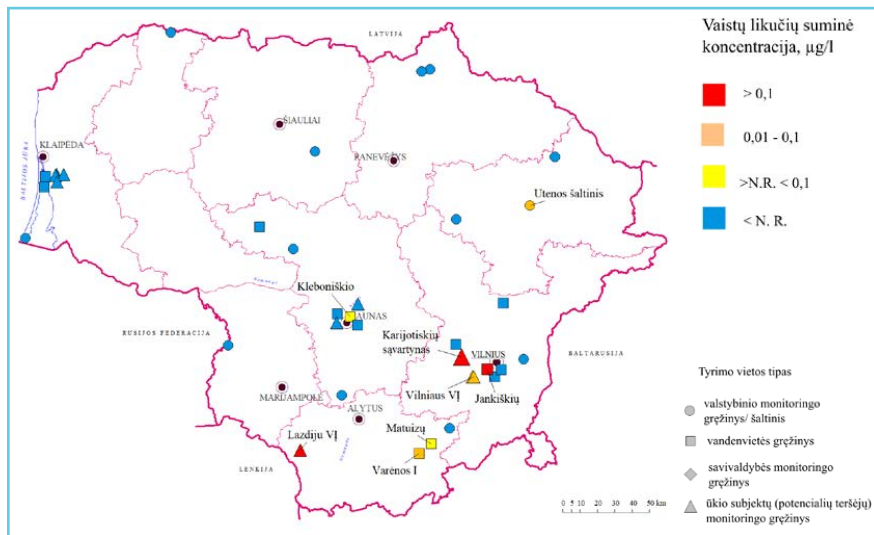 LATVIJA
KLAIPĖDA
ŠIAULIAI
PANEVĖŽYS
BALTIJOS JŪRA
Utenos šaltinis
Kleboniškio
KAUNAS
RUSIJOS FEDERACIJA
Karijotiškių
sąvartynas
VILNIUS
BALTARUSIJA
Vilniaus VĮ
Jankiškių
MARIJAMPOLĖ
ALYTUS
Lazdiju VĮ
Matuizų
LENKIJA
Varėnos I
0 5 10 20 30 40 50 km
Vaistų likučių suminė
koncentracija, µg/l
> 0,1
0,01 - 0,1
>N.R. < 0,1
< N. R.
Tyrimo vietos tipas
valstybinio monitoringo
gręžinys/ šaltinis
vandenvietės gręžinys
savivaldybės monitoringo
gręžinys
ūkio subjektų (potencialių teršėjų)
monitoringo gręžinys